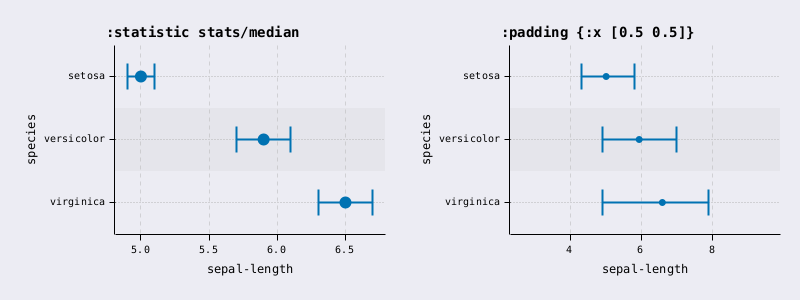 :statistic stats/median
species
setosa
versicolor
virginica
5.0 5.5 6.0 6.5
sepal-length
:padding {:x [0.5 0.5]}
species
setosa
versicolor
virginica
4 6 8
sepal-length